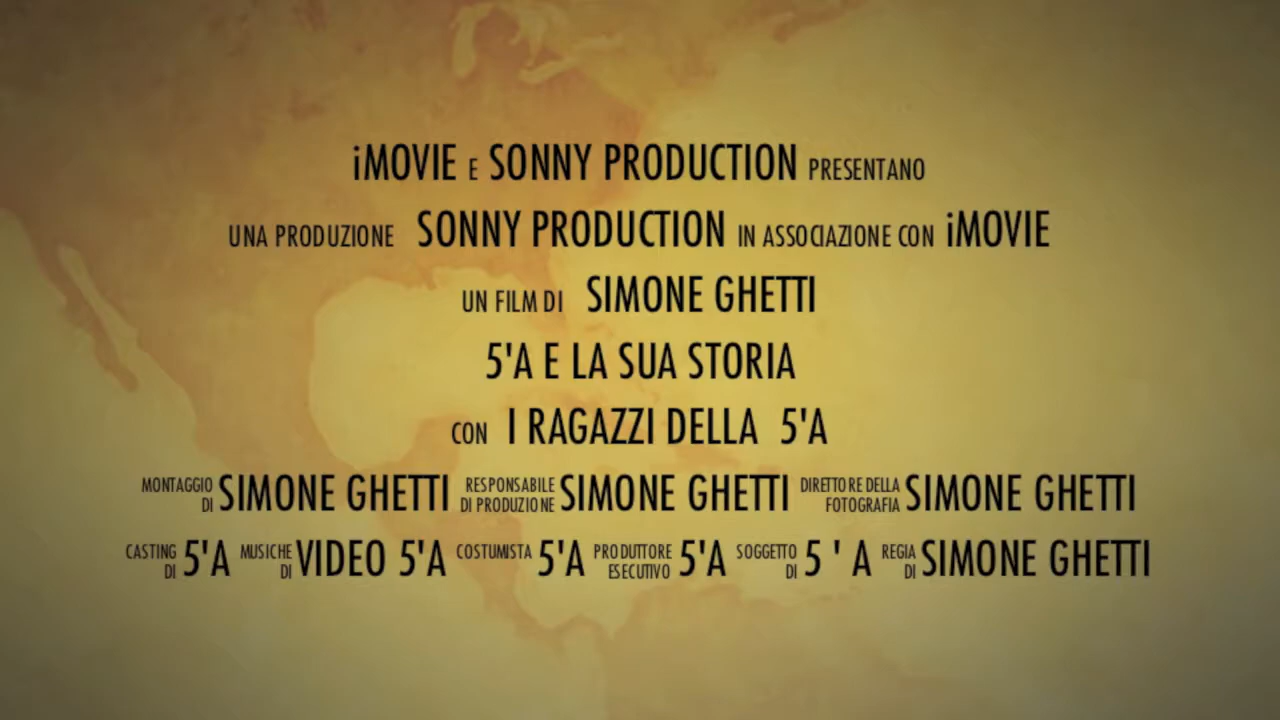 iMOVIE E SONNY PRODUCTION PRESENTANO
UNA PRODUZIONE SONNY PRODUCTION IN ASSOCIAZIONE CON iMOVIE
UN FILM DI SIMONE GHETTI
5'A E LA SUA STORIA
CON I RAGAZZI DELLA 5'A
MONTAGGIO DI SIMONE GHETTI RESPONSABILE DI PRODUZIONE SIMONE GHETTI DIRETTORE DELLA FOTOGRAFIA SIMONE GHETTI
CASTING DI 5'A MUSICHE DI VIDEO 5'A COSTUMISTA 5'A PRODUTTORE ESECUTIVO 5'A SOGGETTO DI 5 ' A REGIA DI SIMONE GHETTI